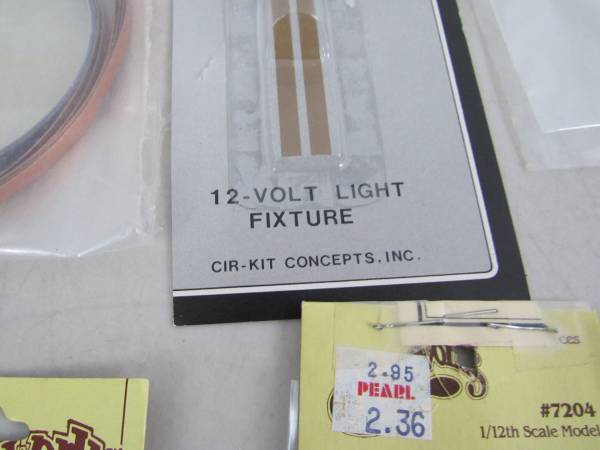 12-VOLT LIGHT
FIXTURE
CIR-KIT CONCEPTS, INC.
2.95
PEARL
2.36
#7204
1/12th Scale Model